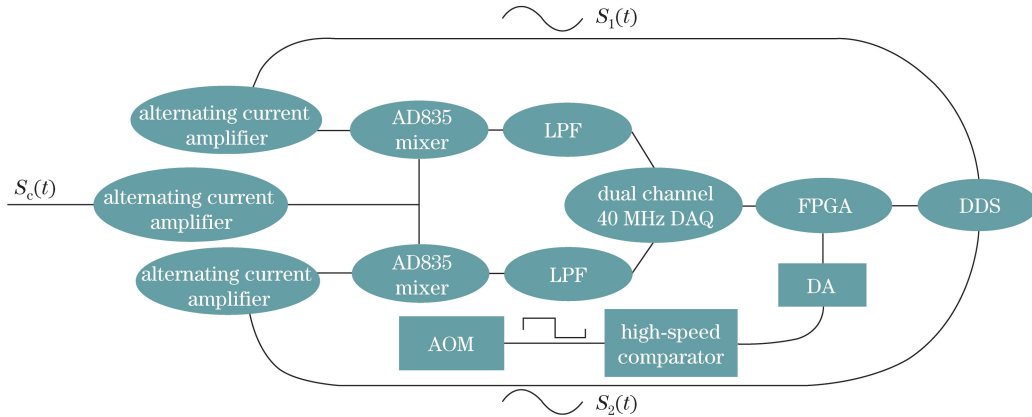 S₁(t)
alternating current
amplifier
AD835
mixer
LPF
Sc(t)
alternating current
amplifier
dual channel
40 MHz DAQ
FPGA
DDS
alternating current
amplifier
AD835
mixer
LPF
DA
AOM
high-speed
comparator
S₂(t)